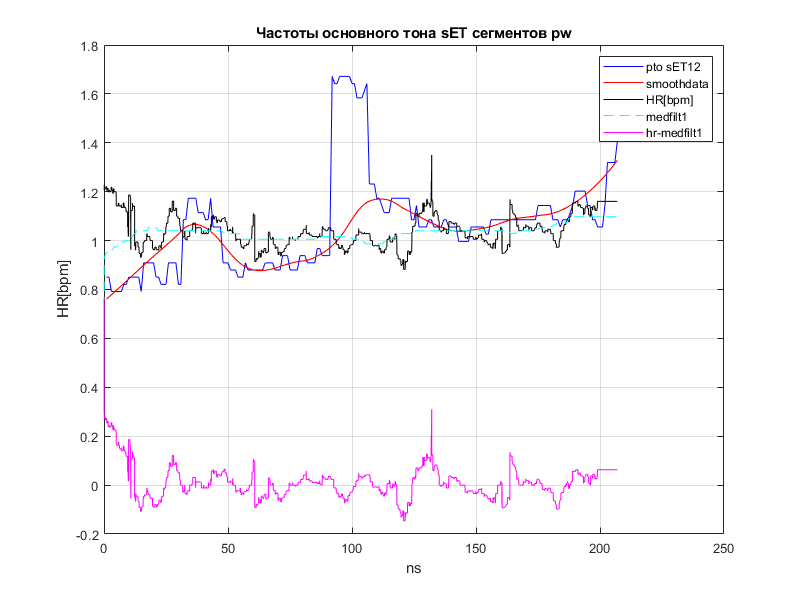 Частоты основного тона sET сегментов pw
pto sET12
smoothdata
HR[bpm]
medfilt1
hr-medfilt1
1.8
1.6
1.4
1.2
1
0.8
0.6
0.4
0.2
0
-0.2
HR[bpm]
0
50
100
150
200
250
ns